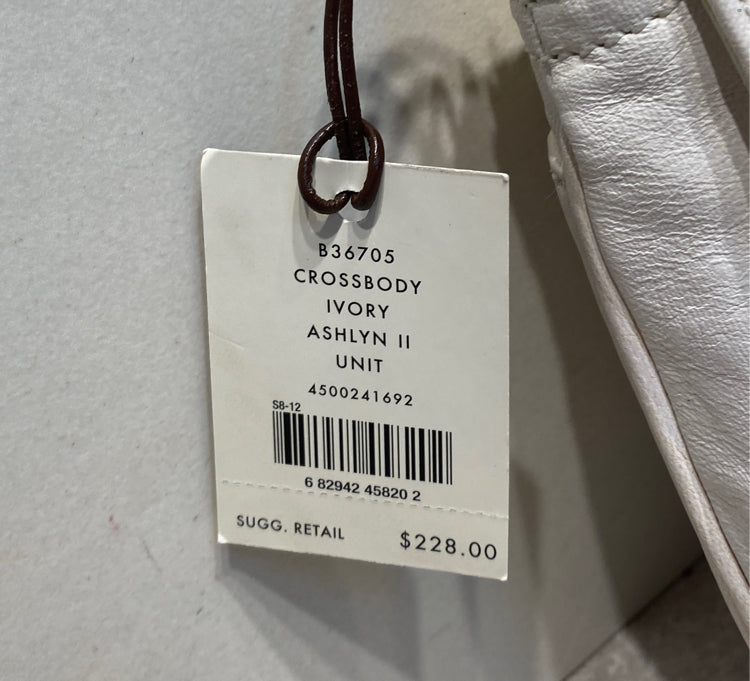 B36705
CROSSBODY
IVORY
ASHLYN II
UNIT
4500241692
S8-12
6 82942 45820 2
SUGG. RETAIL $228.00